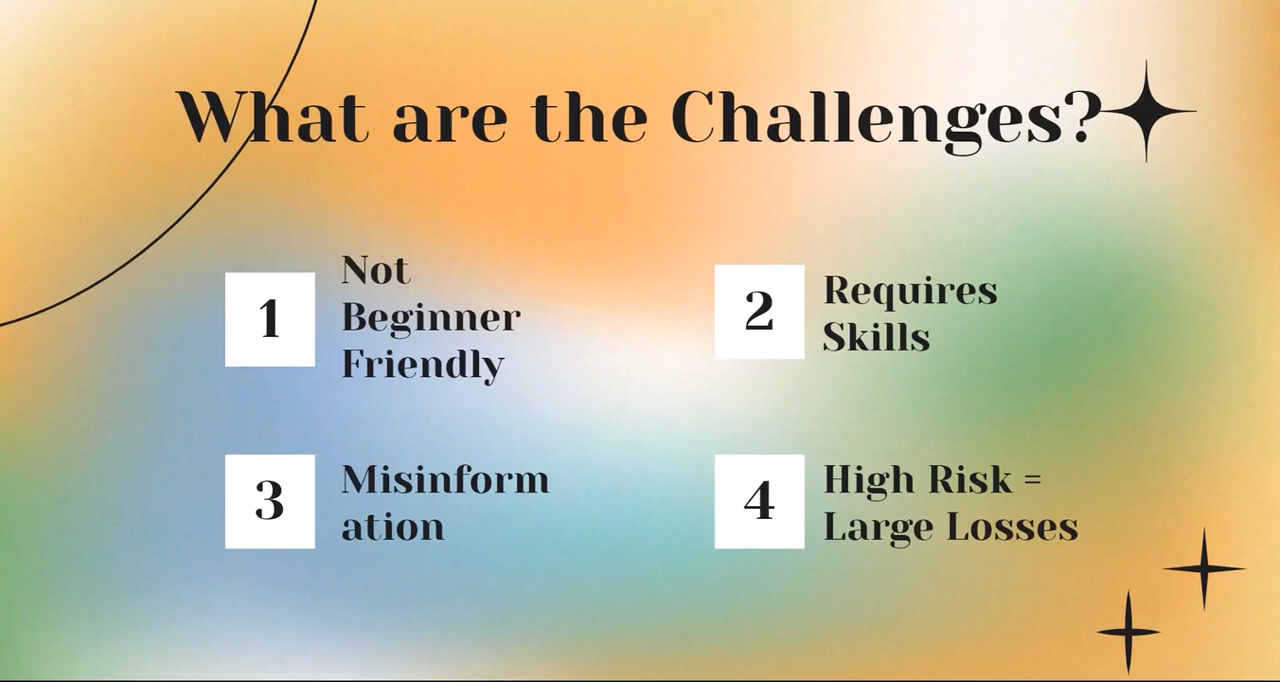 What are the Challenges?
1
Not
Beginner
Friendly
2
Requires
Skills
3
Misinform
ation
4
High Risk =
Large Losses